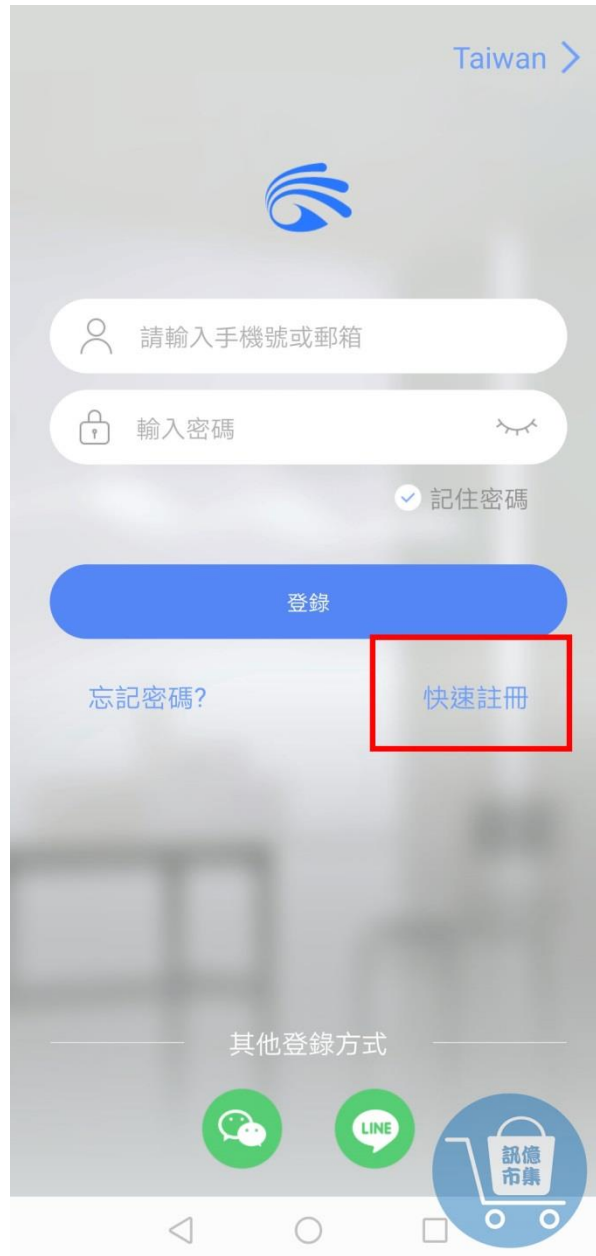 Taiwan
請輸入手機號或郵箱
輸入密碼
記住密碼
登錄
忘記密碼?
快速註冊
其他登錄方式
LINE
訊億
市集